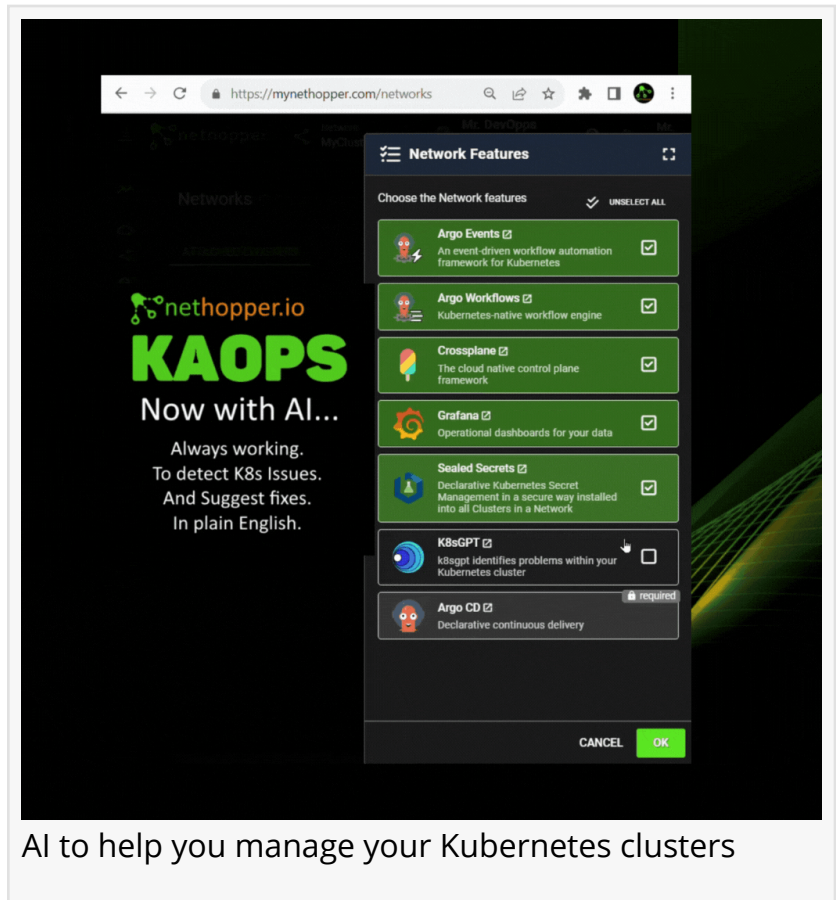 https://mynethopper.com/networks
nethopper
Mr. DevOpps
Networks
nethopper.io
KAOPS
Now with AI...
Always working.
To detect K8s Issues.
And Suggest fixes.
In plain English.
Network Features
Choose the Network features
UNSELECT ALL
Argo Events
An event-driven workflow automation
framework for Kubernetes
Argo Workflows
Kubernetes-native workflow engine
Crossplane
The cloud native control plane
framework
Grafana
Operational dashboards for your data
Sealed Secrets
Declarative Kubernetes Secret
Management in a secure way installed
into all Clusters in a Network
K8sGPT
k8sgpt identifies problems within your
Kubernetes cluster
required
Argo CD
Declarative continuous delivery
CANCEL
OK
AI to help you manage your Kubernetes clusters